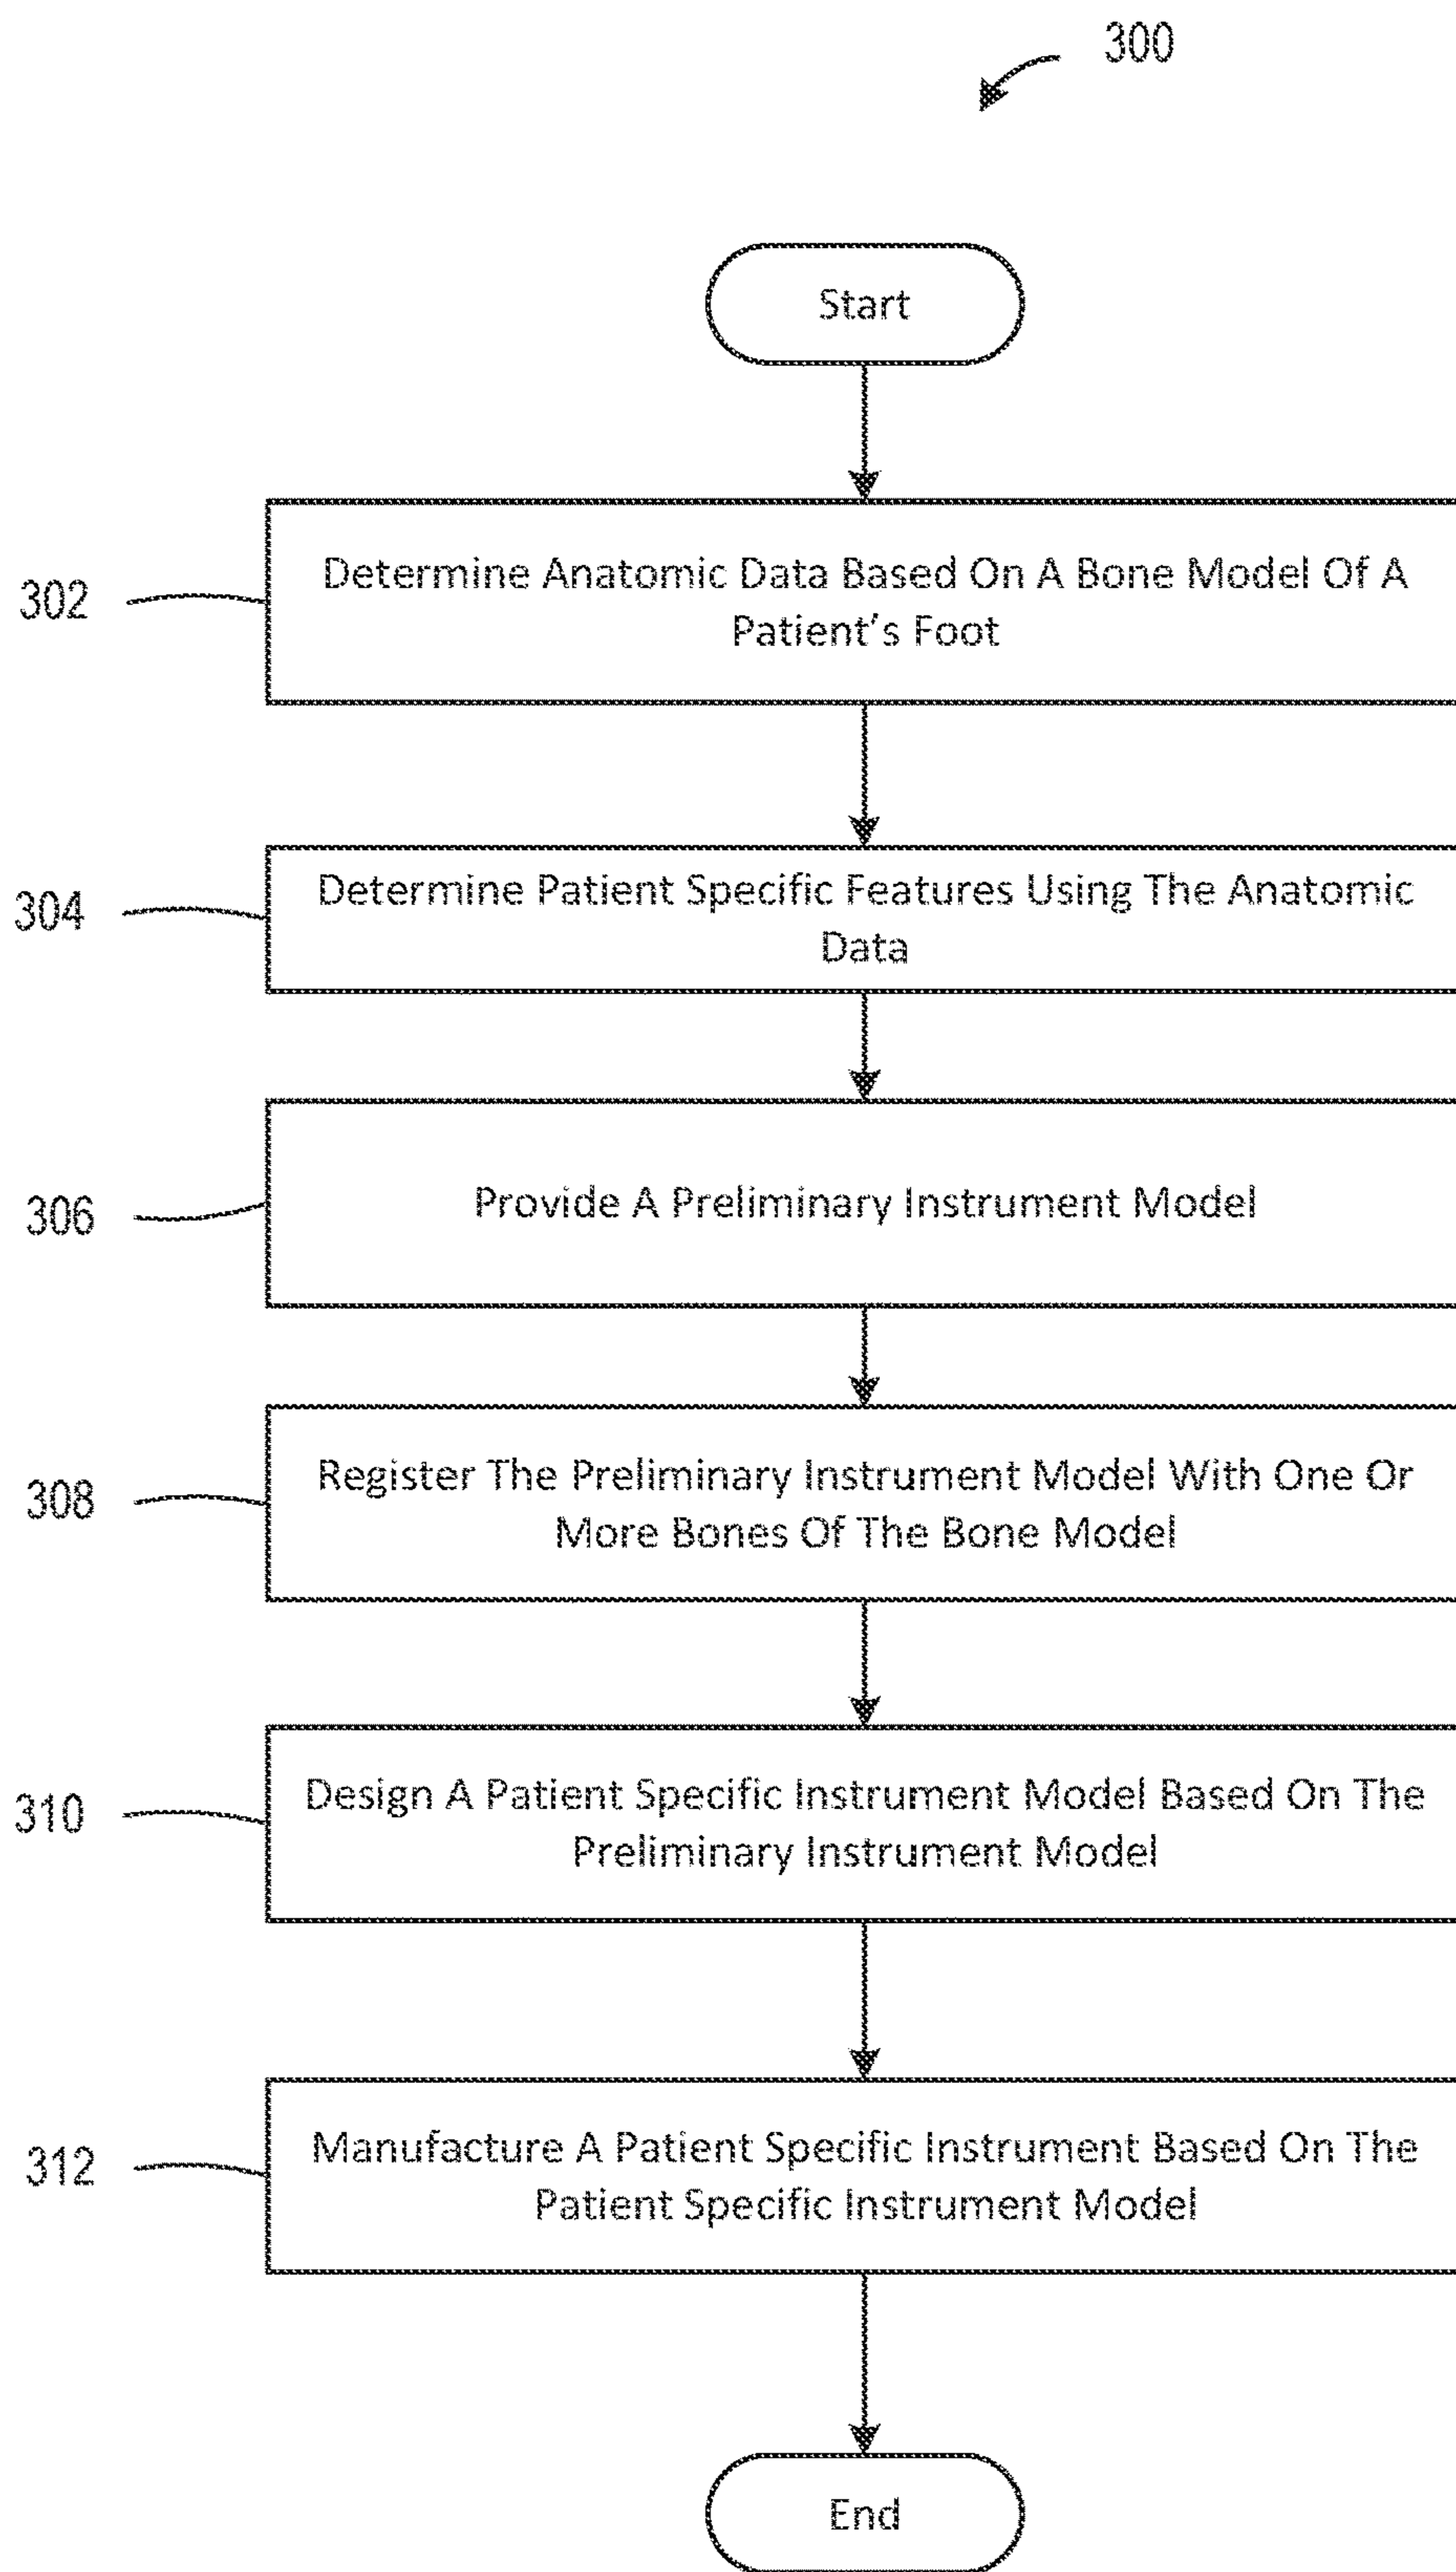 300
Start
302
Determine Anatomic Data Based On A Bone Model Of A
Patient's Foot
304
Determine Patient Specific Features Using The Anatomic
Data
306
Provide A Preliminary Instrument Model
308
Register The Preliminary Instrument Model With One Or
More Bones Of The Bone Model
310
Design A Patient Specific Instrument Model Based On The
Preliminary Instrument Model
312
Manufacture A Patient Specific Instrument Based On The
Patient Specific Instrument Model
End